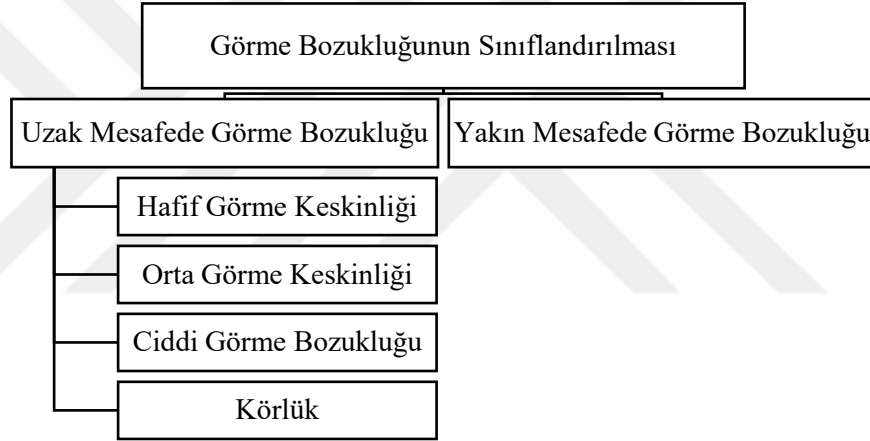 Görme Bozukluğunun Sınıflandırılması
Uzak Mesafede Görme Bozukluğu
Yakın Mesafede Görme Bozukluğu
Hafif Görme Keskinliği
Orta Görme Keskinliği
Ciddi Görme Bozukluğu
Körlük